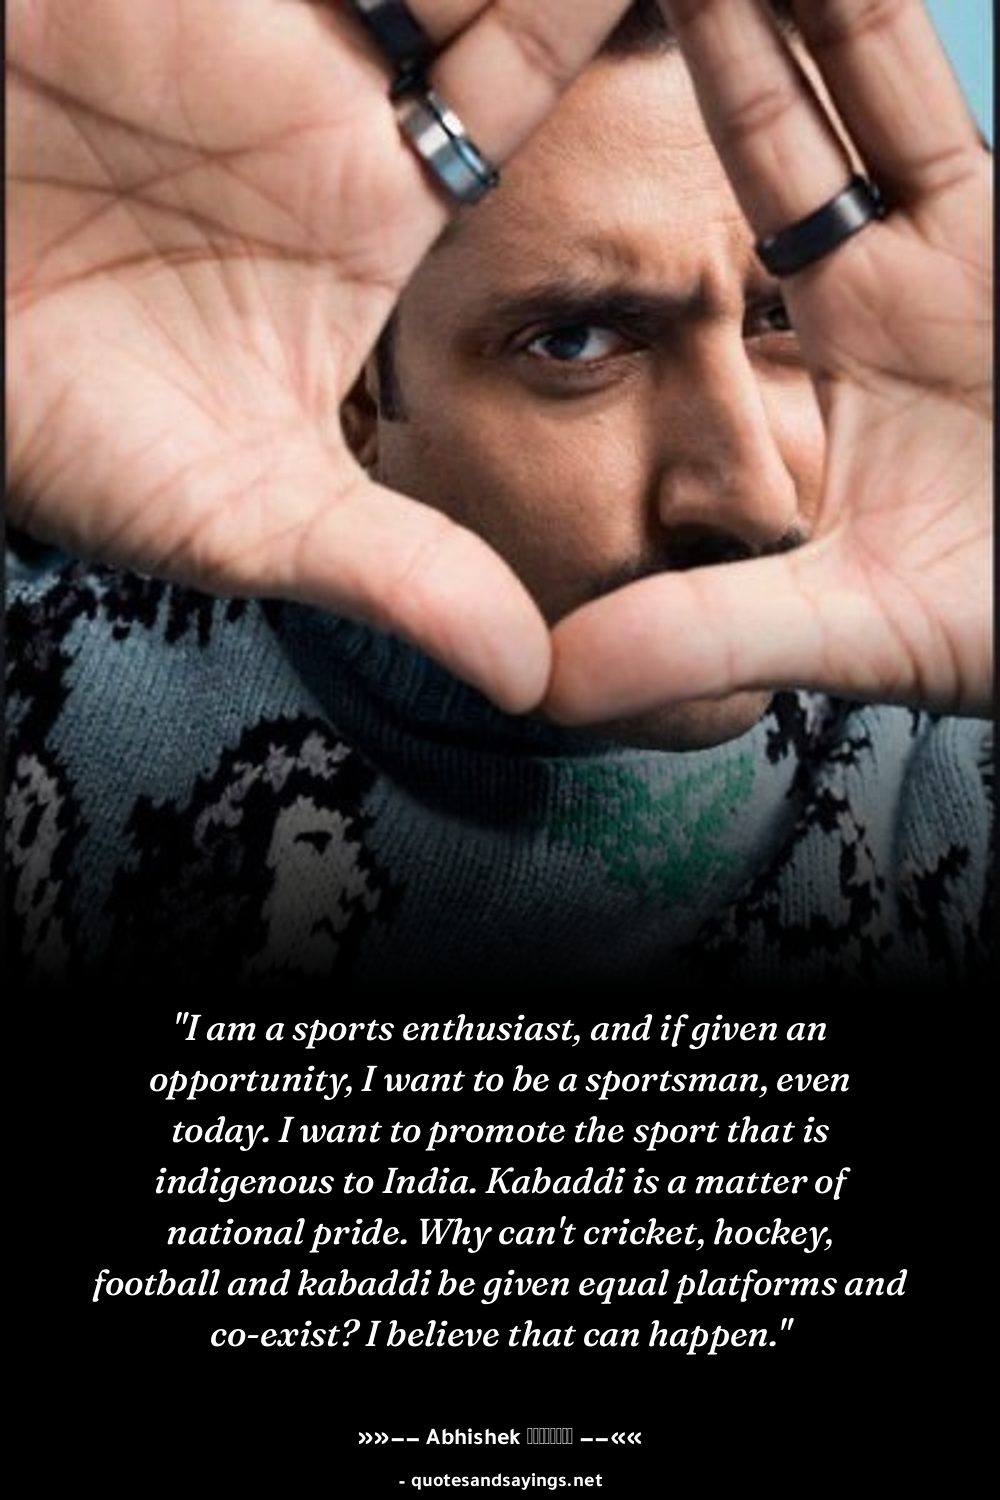 "I am a sports enthusiast, and if given an
opportunity, I want to be a sportsman, even
today. I want to promote the sport that is
indigenous to India. Kabaddi is a matter of
national pride. Why can't cricket, hockey,
football and kabaddi be given equal platforms and
co-exist? I believe that can happen."
»»–– Abhishek ––««
- quotesandsayings.net